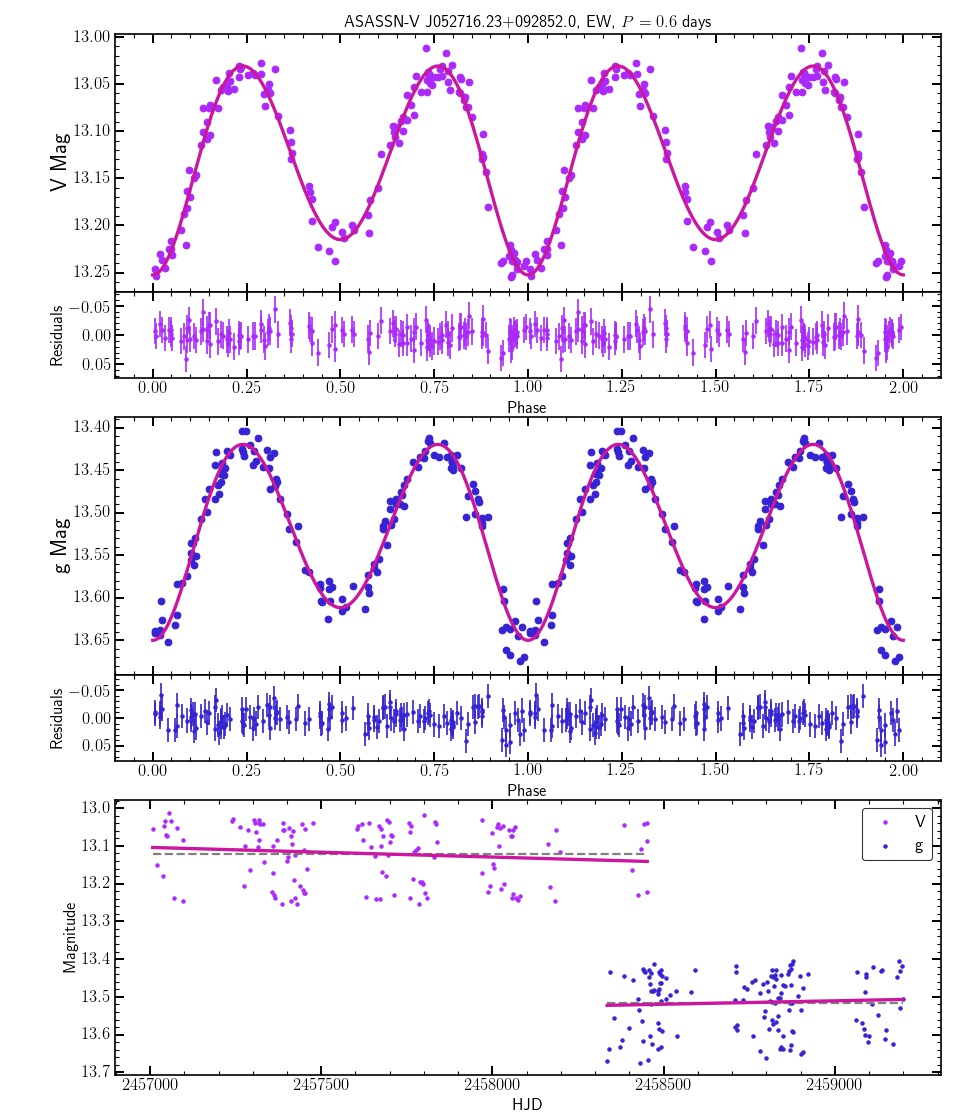 ASASSN-V J052716.23+092852.0, EW, P = 0.6 days
13.00
13.05
13.10
13.15
13.20
13.25
V Mag
−0.05
0.00
0.05
Residuals
0.00 0.25 0.50 0.75 1.00 1.25 1.50 1.75 2.00
Phase
13.40
13.45
13.50
13.55
13.60
13.65
g Mag
−0.05
0.00
0.05
Residuals
0.00 0.25 0.50 0.75 1.00 1.25 1.50 1.75 2.00
Phase
13.0
13.1
13.2
13.3
13.4
13.5
13.6
13.7
Magnitude
V
g
2457000 2457500 2458000 2458500 2459000
HJD